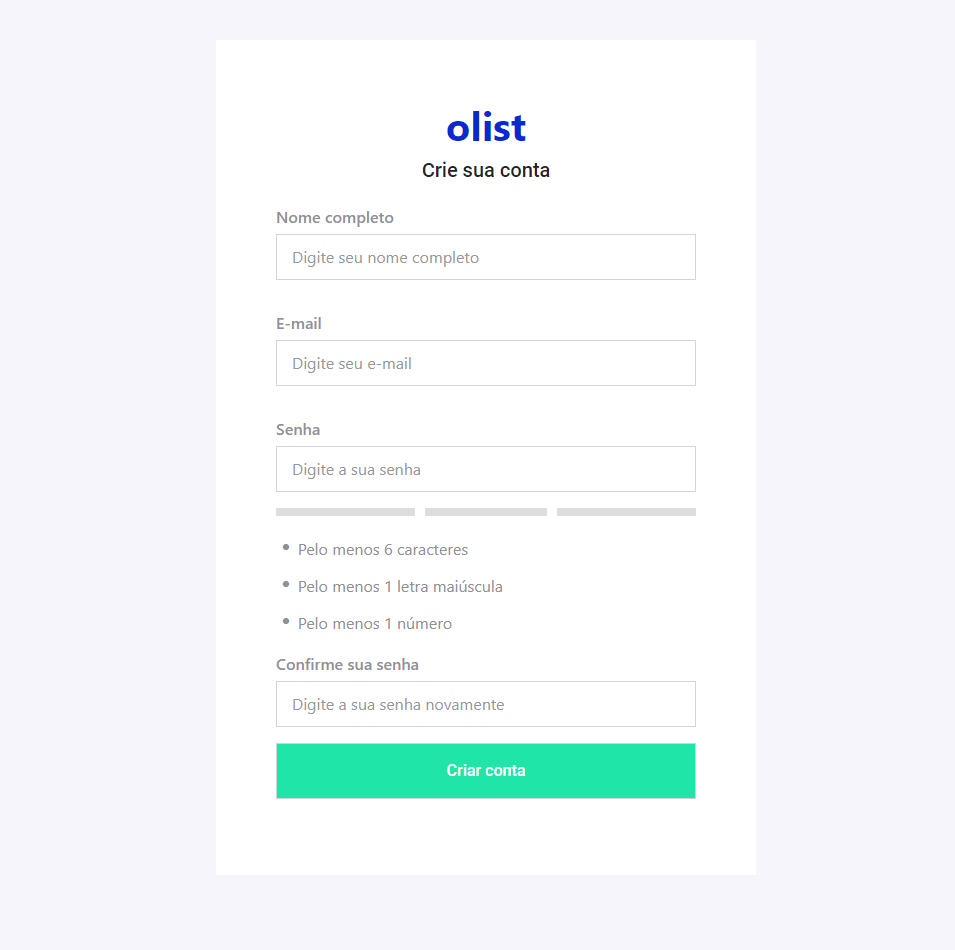 olist
Crie sua conta
Nome completo
Digite seu nome completo
E-mail
Digite seu e-mail
Senha
Digite a sua senha
• Pelo menos 6 caracteres
• Pelo menos 1 letra maiúscula
• Pelo menos 1 número
Confirme sua senha
Digite a sua senha novamente
Criar conta